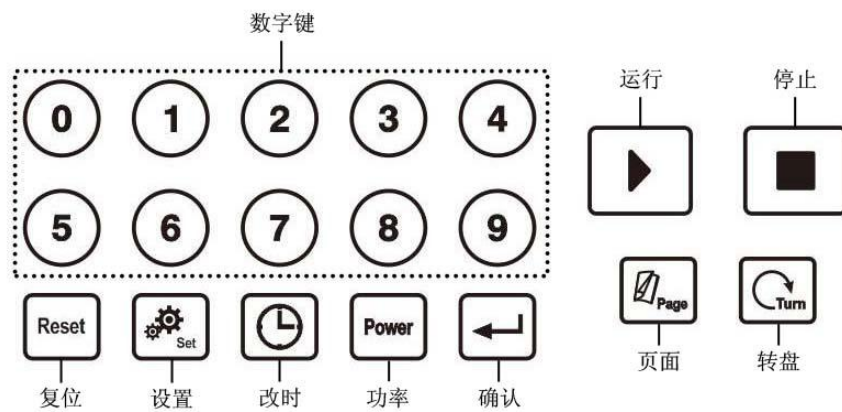 数字键
运行
停止
0 1 2 3 4
5 6 7 8 9
Page
Turn
Reset
Set
Power
页面
转盘
复位
设置
改时
功率
确认